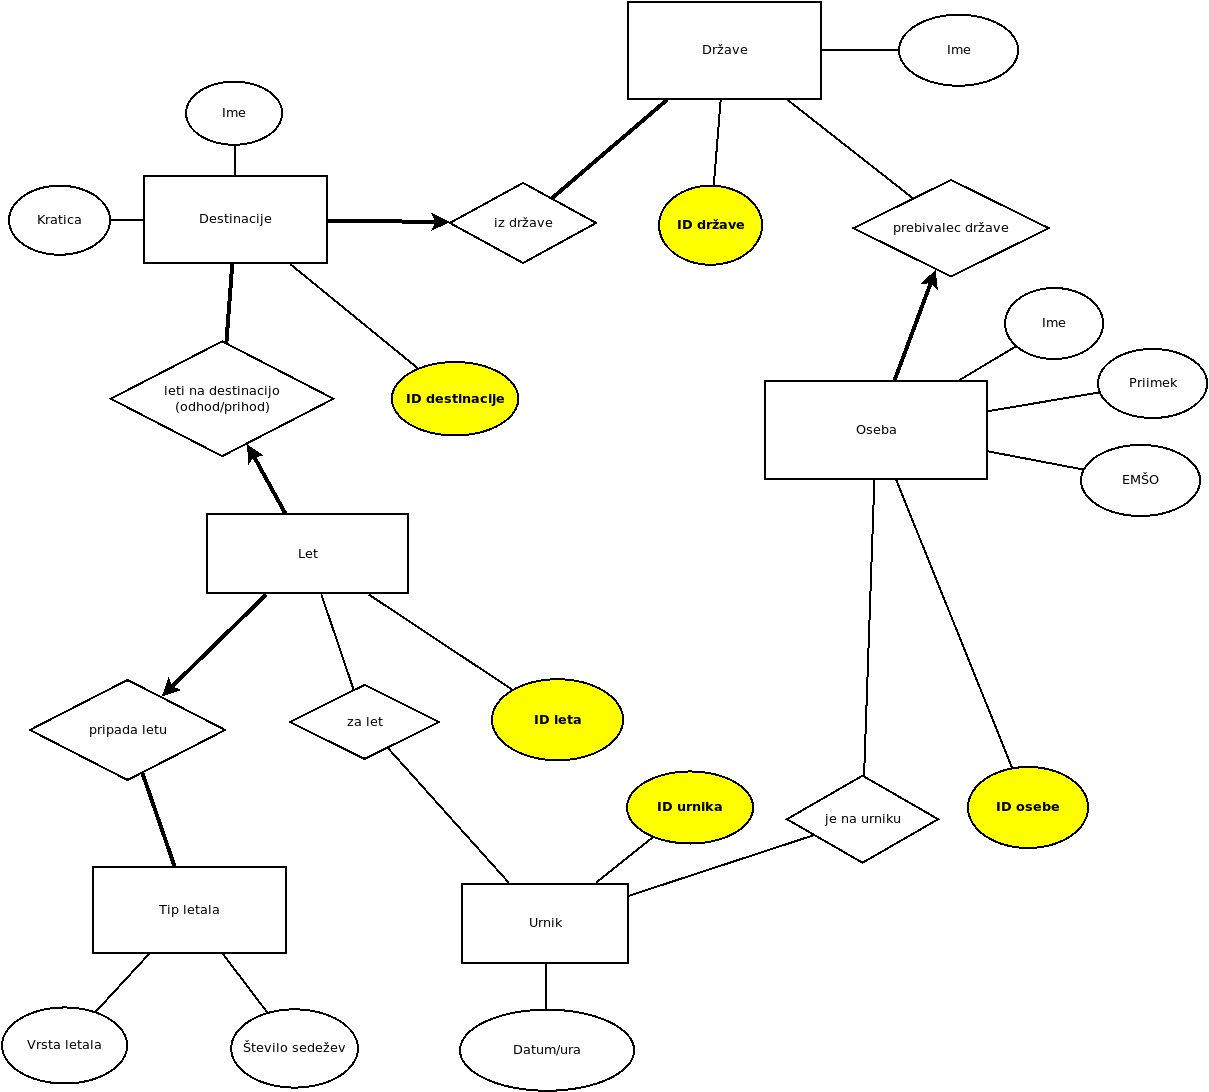 Države
Ime
Ime
Kratica
Destinacije
iz države
ID države
prebivalec države
Ime
Priimek
leti na destinacijo
(odhod/prihod)
ID destinacije
Oseba
EMŠO
Let
pripada letu
za let
ID leta
ID urnika
je na urniku
ID osebe
Tip letala
Urnik
Vrsta letala
Število sedežev
Datum/ura